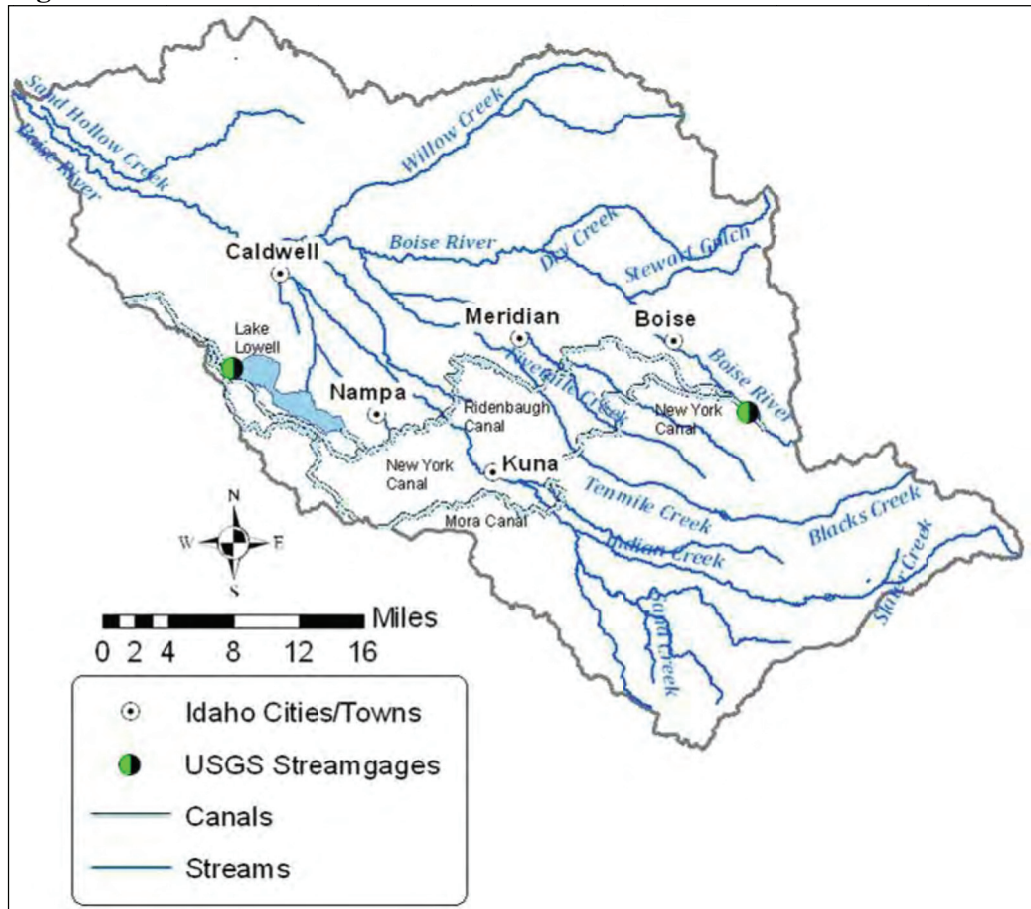 Sand Hollow Creek
Boise River
Willow Creek
Caldwell
Boise River
Dry Creek
Stewart Gulch
Lake
Lowell
Meridian
Boise
Boise River
Fivemile Creek
Nampa
Ridenbaugh
Canal
New York
Canal
New York
Canal
Kuna
Mora Canal
Tenmile Creek
Blacks Creek
Indian Creek
Slater Creek
Sand Creek
N
W
E
S
Miles
0 2 4 8 12 16
Idaho Cities/Towns
USGS Streamgages
Canals
Streams